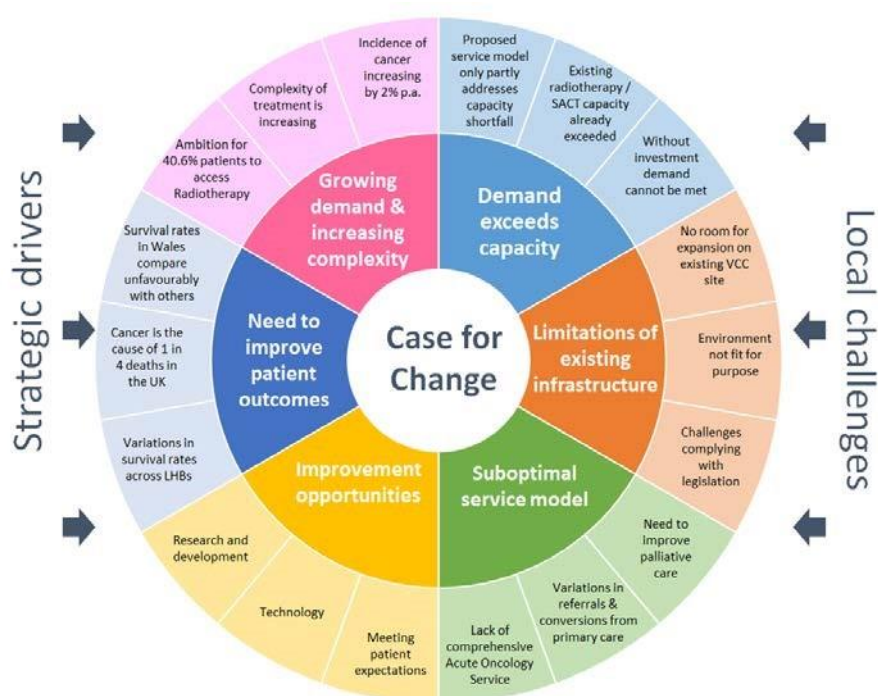 Strategic drivers
Local challenges
Case for
Change
Growing
demand &
increasing
complexity
Incidence of
cancer
increasing
by 2% p.a.
Complexity of
treatment is
increasing
Ambition for
40.6% patients to
access
Radiotherapy
Demand
exceeds
capacity
Proposed
service model
only partly
addresses
capacity
shortfall
Existing
radiotherapy /
SACT capacity
already
exceeded
Without
investment
demand
cannot be met
Limitations of
existing
infrastructure
No room for
expansion on
existing VCC
site
Environment
not fit for
purpose
Challenges
complying
with
legislation
Suboptimal
service model
Need to
improve
palliative
care
Variations in
referrals &
conversions from
primary care
Lack of
comprehensive
Acute Oncology
Service
Improvement
opportunities
Meeting
patient
expectations
Technology
Research and
development
Need to
improve
patient
outcomes
Variations in
survival rates
across LHBs
Cancer is the
cause of 1 in
4 deaths in
the UK
Survival rates
in Wales
compare
unfavourably
with others